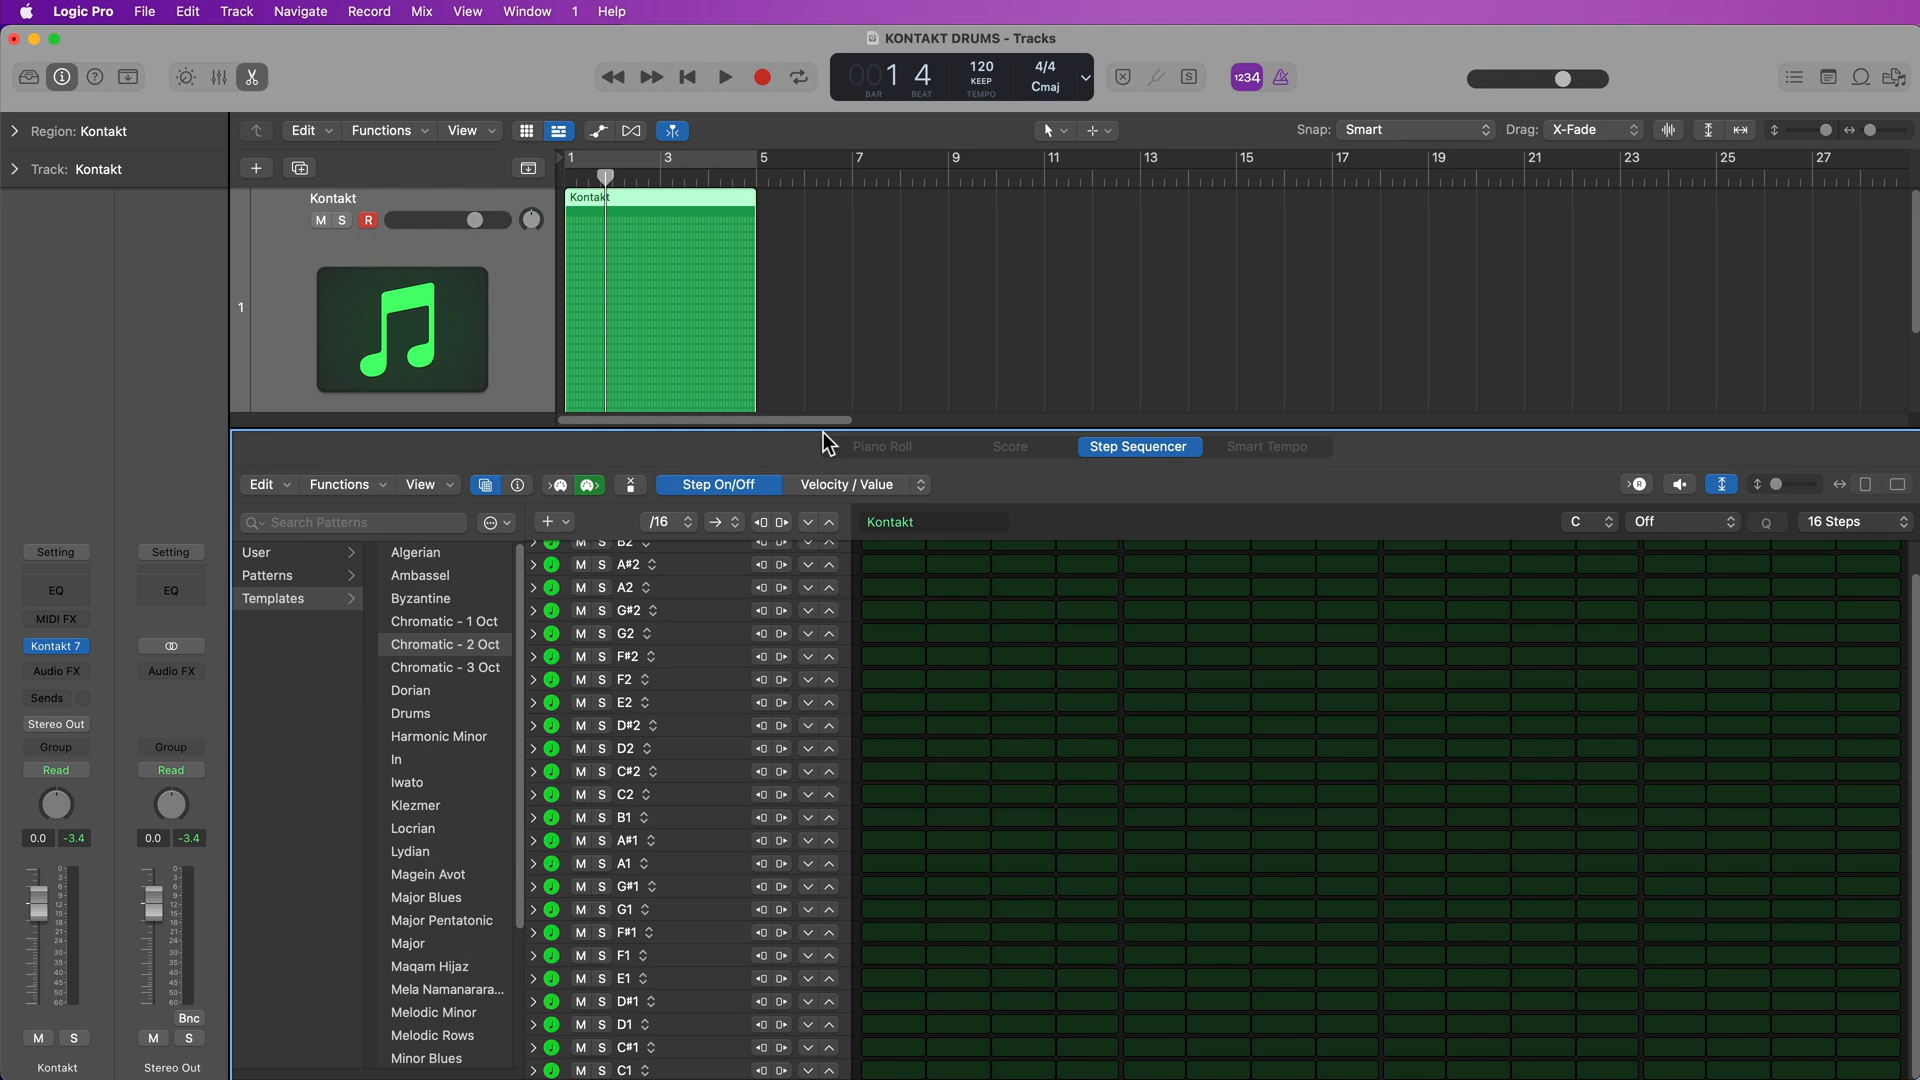 Logic Pro File Edit Track Navigate Record Mix View Window 1 Help
KONTAKT DRUMS - Tracks
001 4 120 4/4
KEEP Cmaj
BAR BEAT TEMPO
1234
Region: Kontakt
Edit Functions View
Snap: Smart Drag: X-Fade
Track: Kontakt
1 3 5 7 9 11 13 15 17 19 21 23 25 27
Kontakt
M S R
Kontakt
1
Piano Roll Score Step Sequencer Smart Tempo
Edit Functions View Step On/Off Velocity / Value
Search Patterns /16 Kontakt C Off Q 16 Steps
User
Patterns
Templates
Algerian
Ambassel
Byzantine
Chromatic - 1 Oct
Chromatic - 2 Oct
Chromatic - 3 Oct
Dorian
Drums
Harmonic Minor
In
Iwato
Klezmer
Locrian
Lydian
Magein Avot
Major Blues
Major Pentatonic
Major
Maqam Hijaz
Mela Namanarara...
Melodic Minor
Melodic Rows
Minor Blues
M S B2
M S A#2
M S A2
M S G#2
M S G2
M S F#2
M S F2
M S E2
M S D#2
M S D2
M S C#2
M S C2
M S B1
M S A#1
M S A1
M S G#1
M S G1
M S F#1
M S F1
M S E1
M S D#1
M S D1
M S C#1
M S C1
Setting Setting
EQ EQ
MIDI FX
Kontakt 7
Audio FX Audio FX
Sends
Stereo Out
Group Group
Read Read
0.0 -3.4 0.0 -3.4
Bnc
M S M S
Kontakt Stereo Out